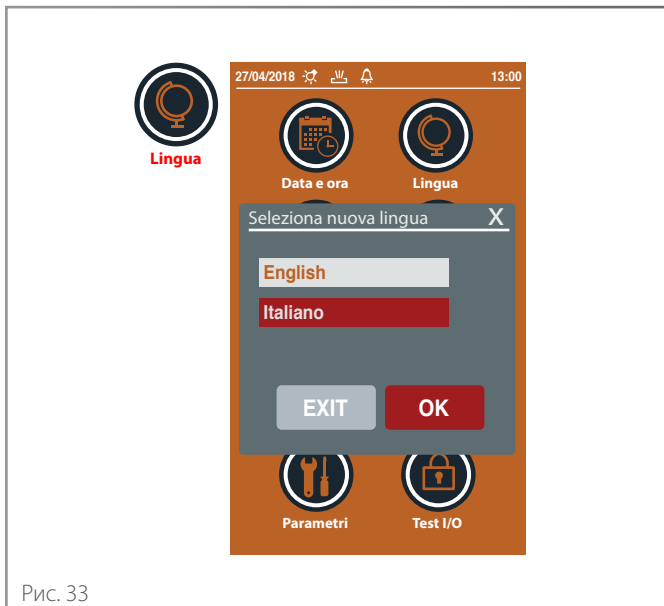 27/04/2018 13:00
Lingua
Data e ora Lingua
Seleziona nuova lingua X
English
Italiano
EXIT OK
Parametri Test I/O
Рис. 33